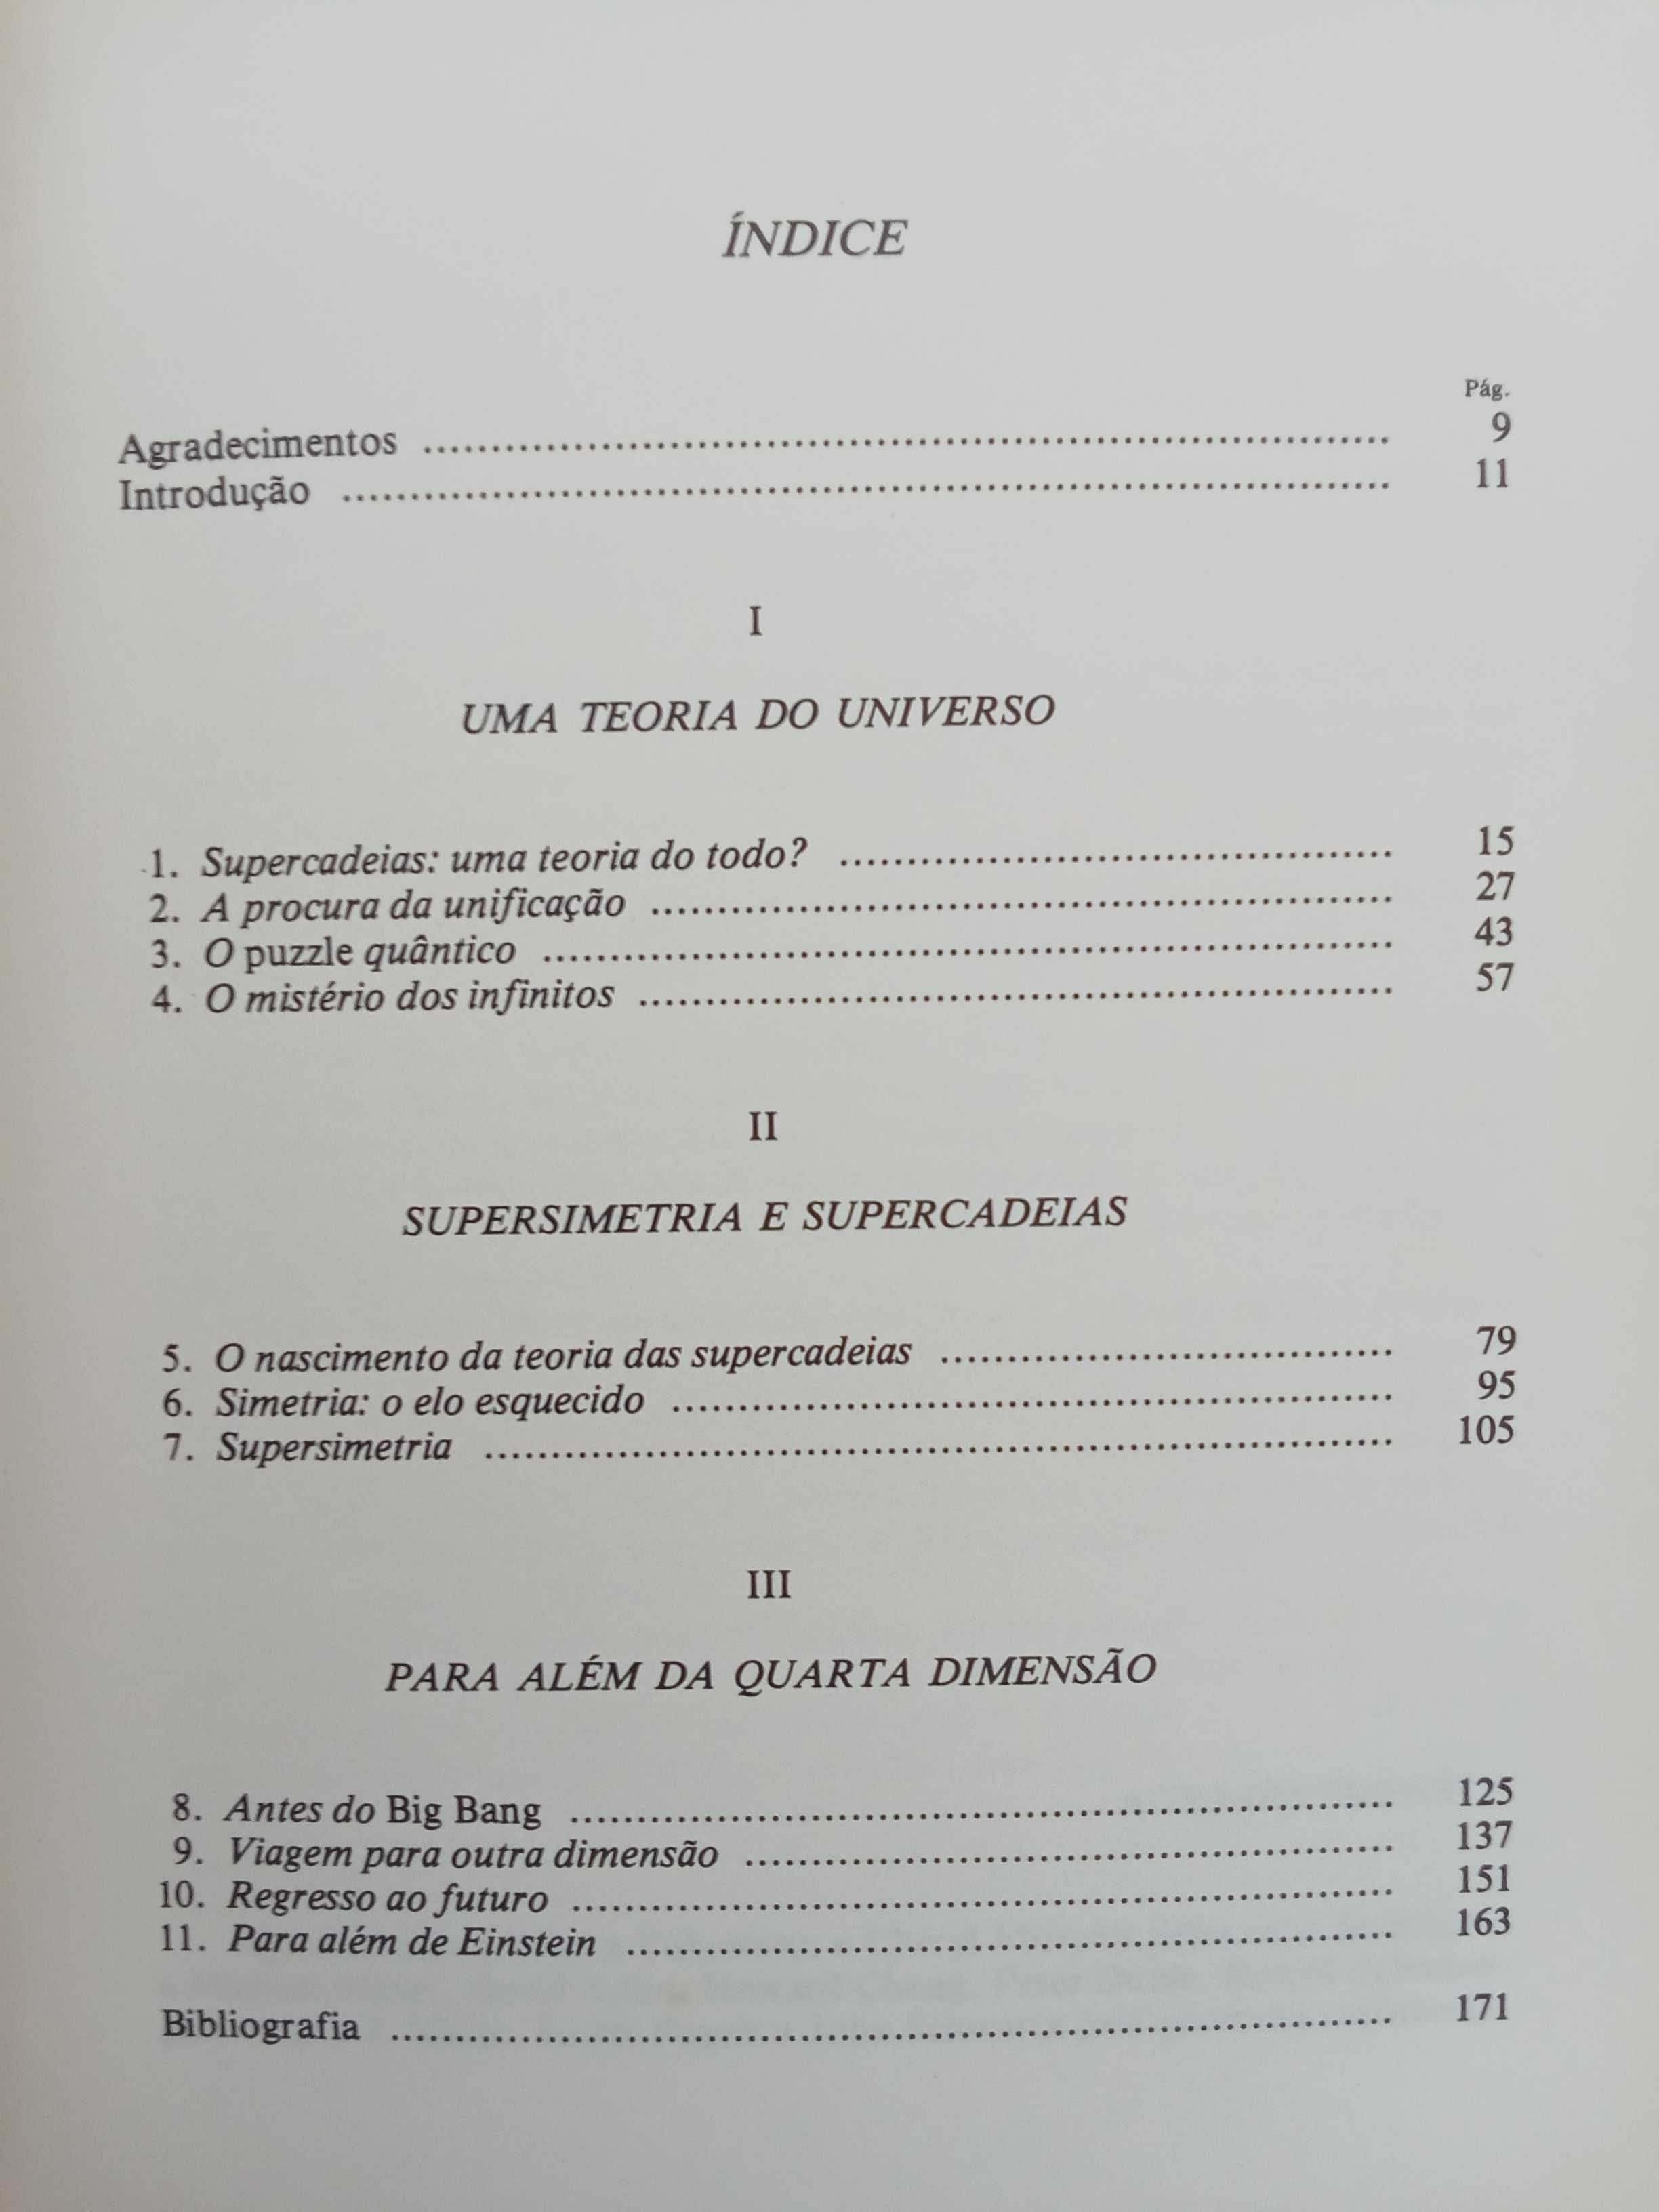 ÍNDICE
Pág.
Agradecimentos ........ 9
Introdução ........ 11
I
UMA TEORIA DO UNIVERSO
1. Supercadeias: uma teoria do todo? ........ 15
2. A procura da unificação ........ 27
3. O puzzle quântico ........ 43
4. O mistério dos infinitos ........ 57
II
SUPERSIMETRIA E SUPERCADEIAS
5. O nascimento da teoria das supercadeias ........ 79
6. Simetria: o elo esquecido ........ 95
7. Supersimetria ........ 105
III
PARA ALÉM DA QUARTA DIMENSÃO
8. Antes do Big Bang ........ 125
9. Viagem para outra dimensão ........ 137
10. Regresso ao futuro ........ 151
11. Para além de Einstein ........ 163
Bibliografia ........ 171